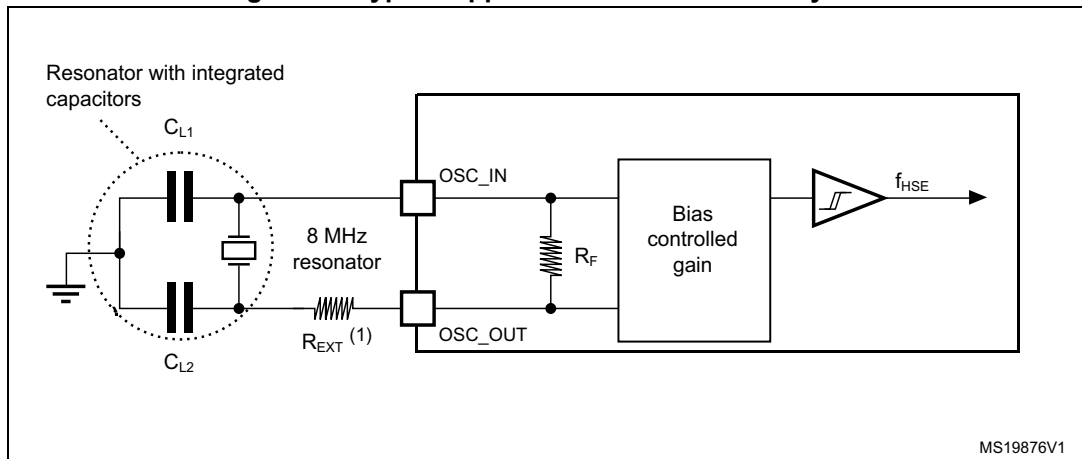 Resonator with integrated
capacitors
CL1
OSC_IN
fHSE
8 MHz
resonator
RF
Bias
controlled
gain
REXT (1)
OSC_OUT
CL2
MS19876V1